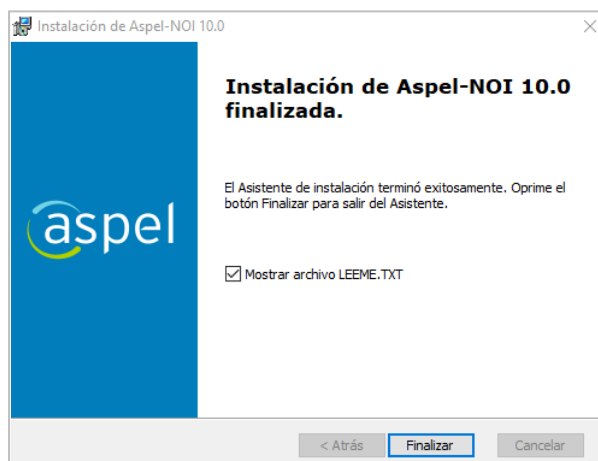 Instalación de Aspel-NOI 10.0
Instalación de Aspel-NOI 10.0
finalizada.
El Asistente de instalación terminó exitosamente. Oprime el
botón Finalizar para salir del Asistente.
aspel
Mostrar archivo LEEME.TXT
< Atrás
Finalizar
Cancelar